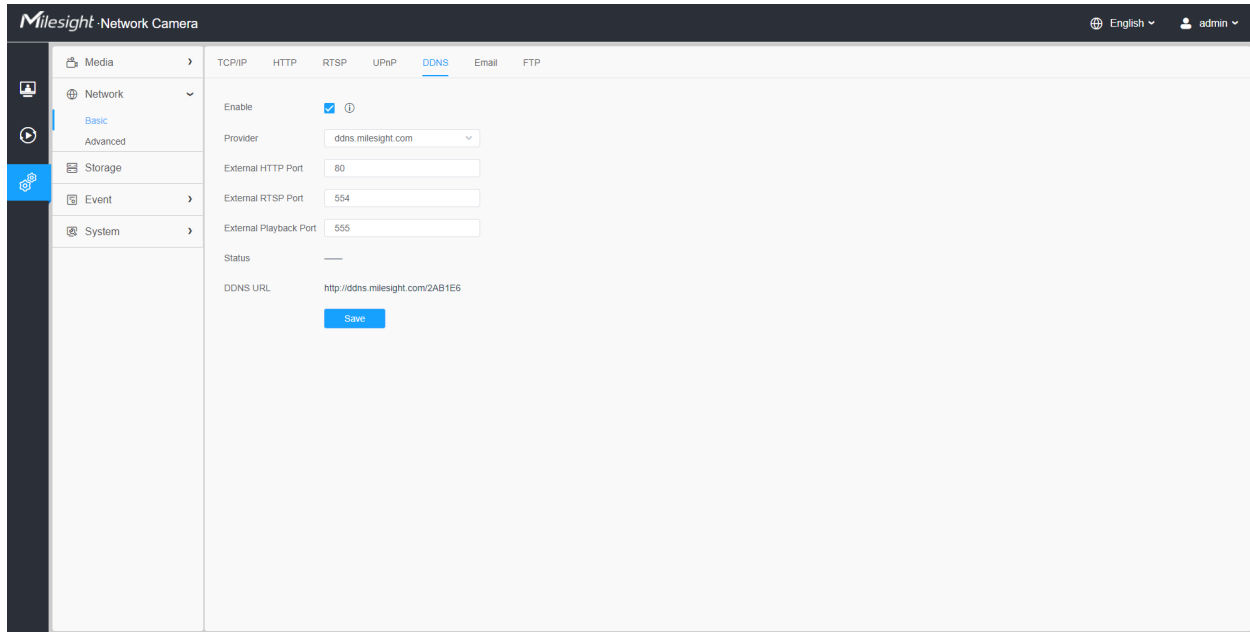 Milesight·Network Camera
English
admin
Media
Network
Basic
Advanced
Storage
Event
System
TCP/IP HTTP RTSP UPnP DDNS Email FTP
Enable
Provider ddns.milesight.com
External HTTP Port 80
External RTSP Port 554
External Playback Port 555
Status
DDNS URL http://ddns.milesight.com/2AB1E6
Save